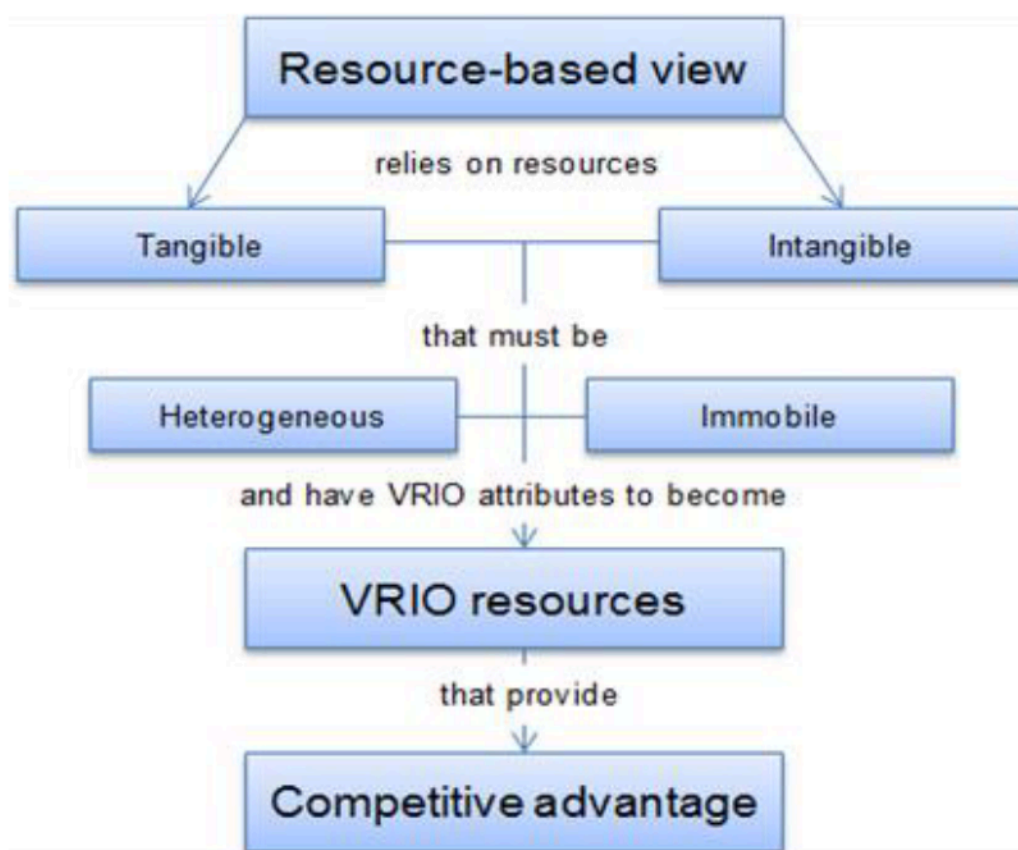 Resource-based view
relies on resources
Tangible
Intangible
that must be
Heterogeneous
Immobile
and have VRIO attributes to become
VRIO resources
that provide
Competitive advantage